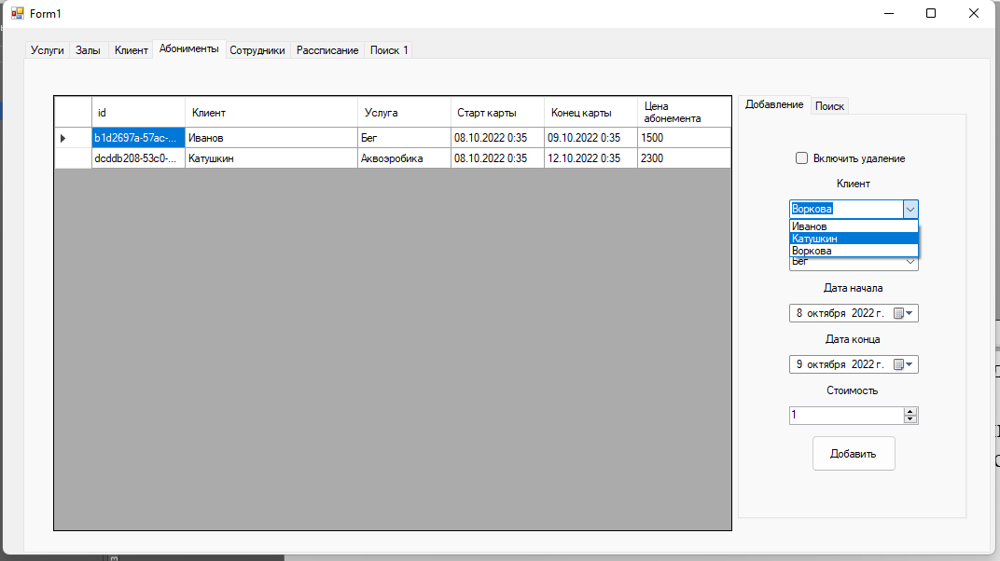 Form1
Услуги Залы Клиент Абонименты Сотрудники Рассписание Поиск 1
id Клиент Услуга Старт карты Конец карты Цена абонемента
b1d2697a-57ac-... Иванов Бег 08.10.2022 0:35 09.10.2022 0:35 1500
dcddb208-53c0-... Катушкин Аквоэробика 08.10.2022 0:35 12.10.2022 0:35 2300
Добавление Поиск
Включить удаление
Клиент
Воркова
Иванов
Катушкин
Воркова
Бег
Дата начала
8 октября 2022 г.
Дата конца
9 октября 2022 г.
Стоимость
1
Добавить